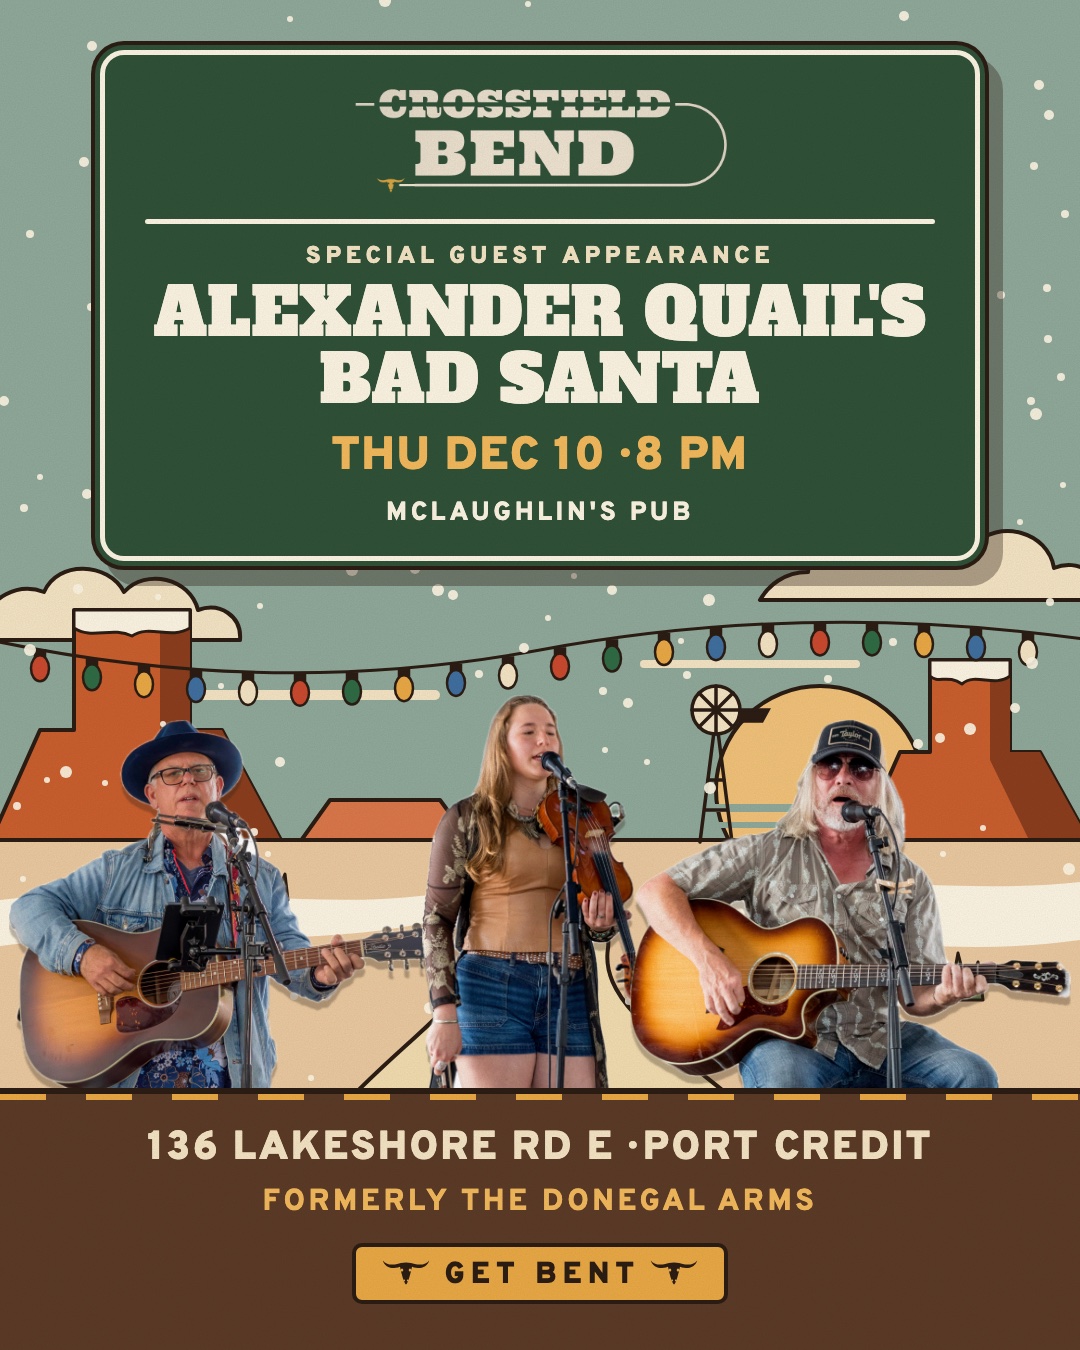 CROSSFIELD
BEND
SPECIAL GUEST APPEARANCE
ALEXANDER QUAIL'S
BAD SANTA
THU DEC 10 · 8 PM
MCLAUGHLIN'S PUB
Taylor
136 LAKESHORE RD E · PORT CREDIT
FORMERLY THE DONEGAL ARMS
GET BENT